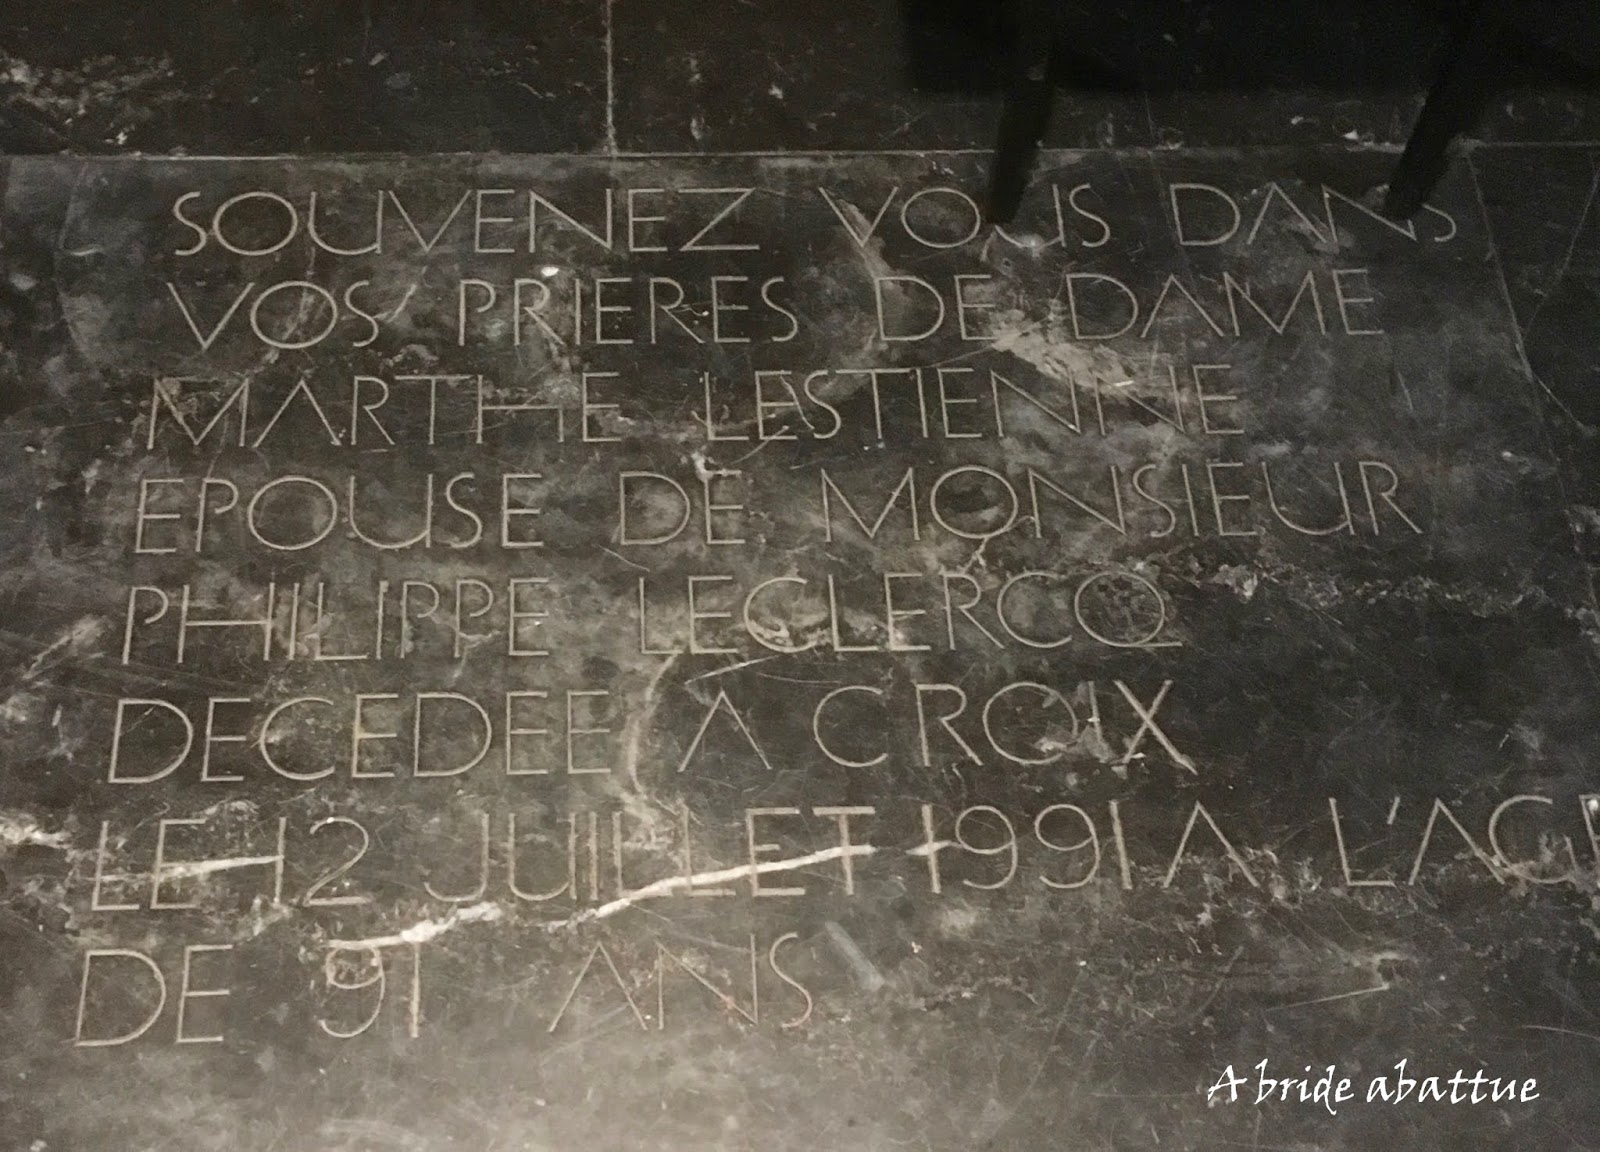 SOUVENEZ VOUS DANS
VOS PRIERES DE DAME
MARTHE LESTIENNE
EPOUSE DE MONSIEUR
PHILIPPE LECLERCQ
DECEDEE A CROIX
LE 12 JUILLET 1991 A L'AGE
DE 91 ANS
A bride abattue